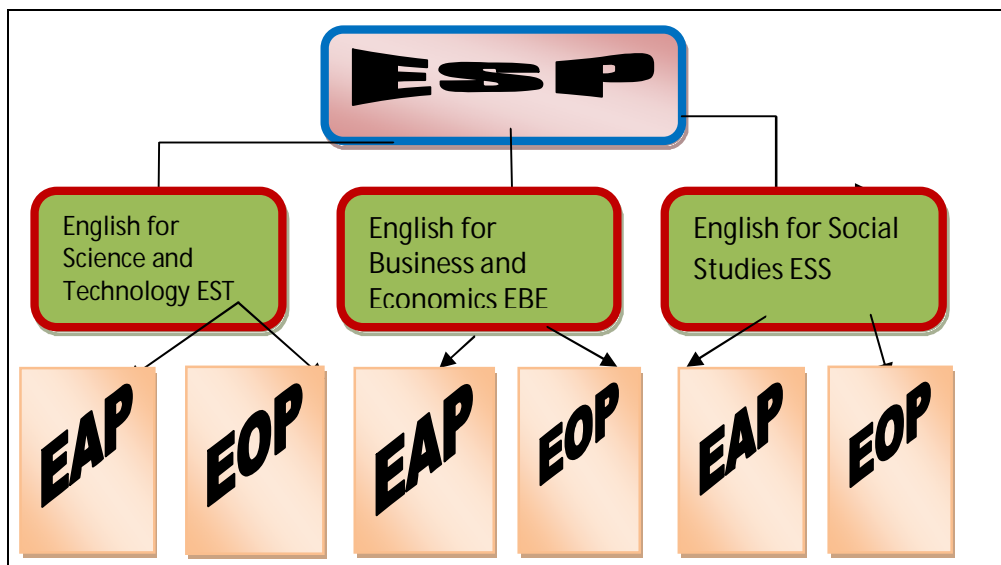 ESP
English for
Science and
Technology EST
English for
Business and
Economics EBE
English for Social
Studies ESS
EAP
EOP
EAP
EOP
EAP
EOP